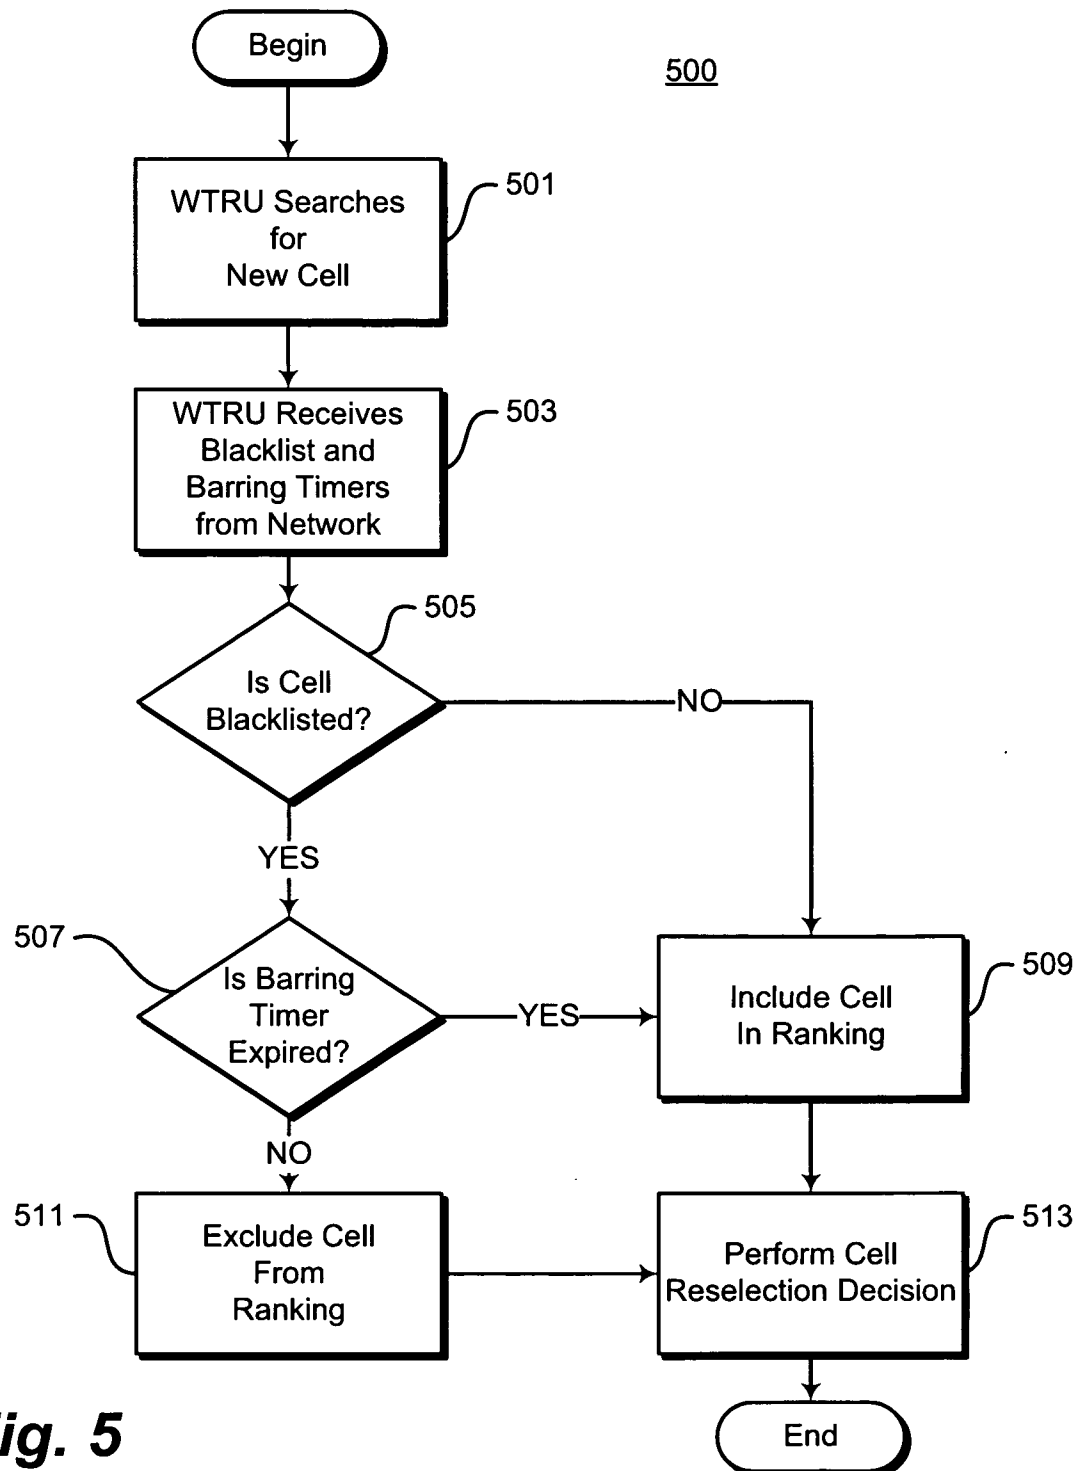 Begin
500
WTRU Searches
for
New Cell
501
WTRU Receives
Blacklist and
Barring Timers
from Network
503
Is Cell
Blacklisted?
505
NO
YES
507
Is Barring
Timer
Expired?
YES
Include Cell
In Ranking
509
NO
511
Exclude Cell
From
Ranking
Perform Cell
Reselection Decision
513
End
ig. 5